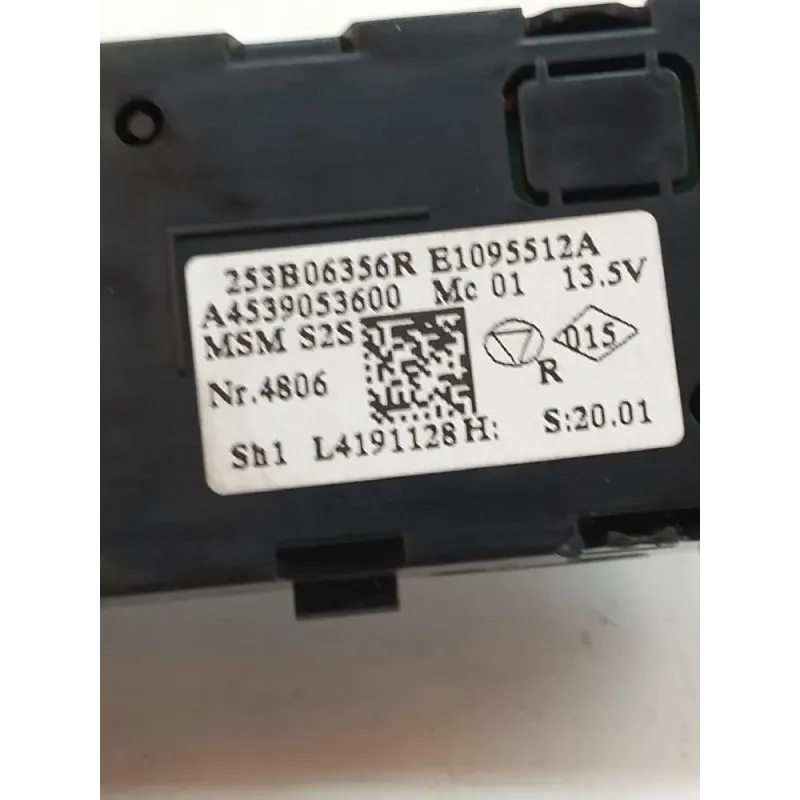 253B06356R E1095512A
A4539053600 Mc 01 13.5V
MSM S2S 015
R
Nr.4806
Sh1 L4191128 H: S:20.01